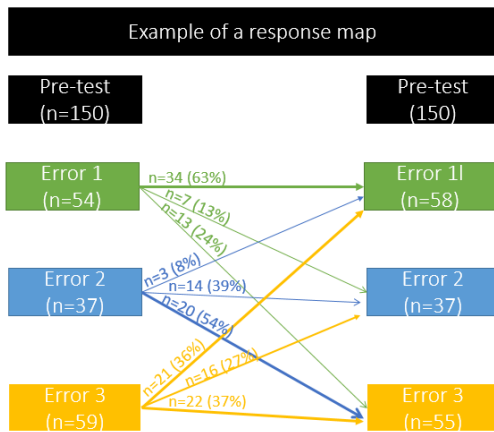 Example of a response map
Pre-test
(n=150)
Pre-test
(150)
Error 1
(n=54)
n=34 (63%)
n=7 (13%)
n=13 (24%)
Error 1l
(n=58)
Error 2
(n=37)
n=3 (8%)
n=14 (39%)
n=20 (54%)
Error 2
(n=37)
Error 3
(n=59)
n=21 (36%)
n=16 (27%)
n=22 (37%)
Error 3
(n=55)